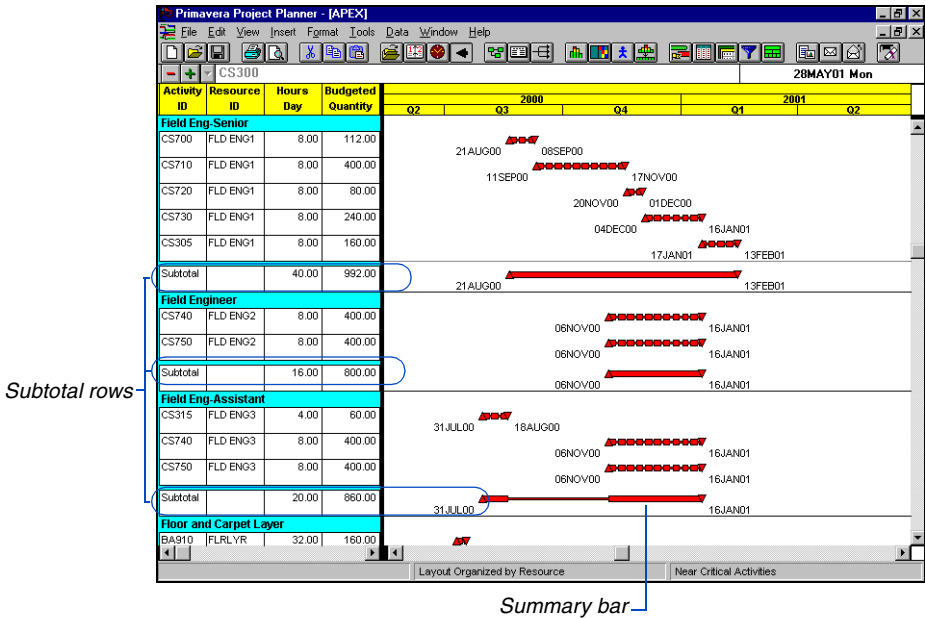 Primavera Project Planner - [APEX]
File Edit View Insert Format Tools Data Window Help
CS300
28MAY01 Mon
Activity ID Resource ID Hours Day Budgeted Quantity
2000 2001
Q2 Q3 Q4 Q1 Q2
Field Eng-Senior
CS700 FLD ENG1 8.00 112.00
21AUG00 08SEP00
CS710 FLD ENG1 8.00 400.00
11SEP00 17NOV00
CS720 FLD ENG1 8.00 80.00
20NOV00 01DEC00
CS730 FLD ENG1 8.00 240.00
04DEC00 16JAN01
CS305 FLD ENG1 8.00 160.00
17JAN01 13FEB01
Subtotal 40.00 992.00
21AUG00 13FEB01
Field Engineer
CS740 FLD ENG2 8.00 400.00
06NOV00 16JAN01
CS750 FLD ENG2 8.00 400.00
06NOV00 16JAN01
Subtotal 16.00 800.00
06NOV00 16JAN01
Subtotal rows
Field Eng-Assistant
CS315 FLD ENG3 4.00 60.00
31JUL00 18AUG00
CS740 FLD ENG3 8.00 400.00
06NOV00 16JAN01
CS750 FLD ENG3 8.00 400.00
06NOV00 16JAN01
Subtotal 20.00 860.00
31JUL00 16JAN01
Floor and Carpet Layer
BA910 FLRLYR 32.00 160.00
Layout Organized by Resource Near Critical Activities
Summary bar